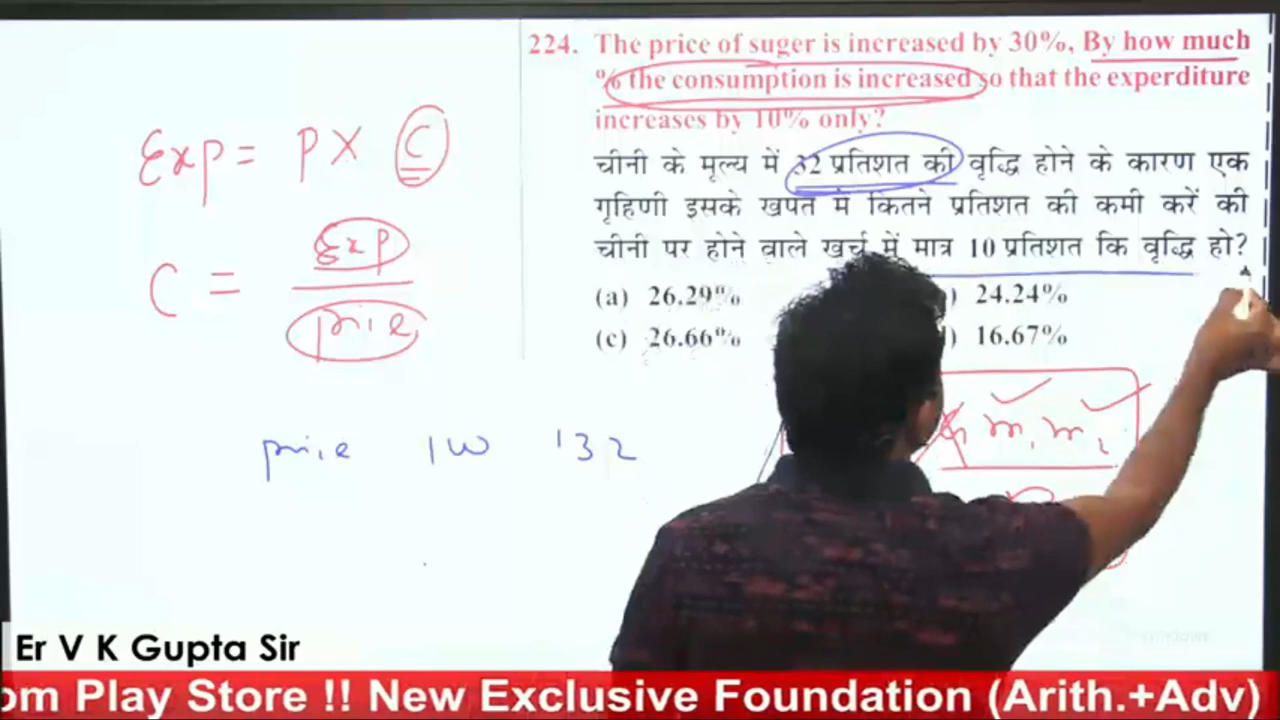 224. The price of suger is increased by 30%, By how much
% the consumption is increased so that the experditure
increases by 10% only?
चीनी के मूल्य में 32 प्रतिशत की वृद्धि होने के कारण एक
गृहिणी इसके खपत में कितने प्रतिशत की कमी करें की
चीनी पर होने वाले खर्च में मात्र 10 प्रतिशत कि वृद्धि हो?
(a) 26.29% ) 24.24%
(c) 26.66% ) 16.67%
Exp = P X C
C = Exp
price
price 100 132
m₁ m₂
Er V K Gupta Sir
om Play Store !! New Exclusive Foundation (Arith.+Adv)